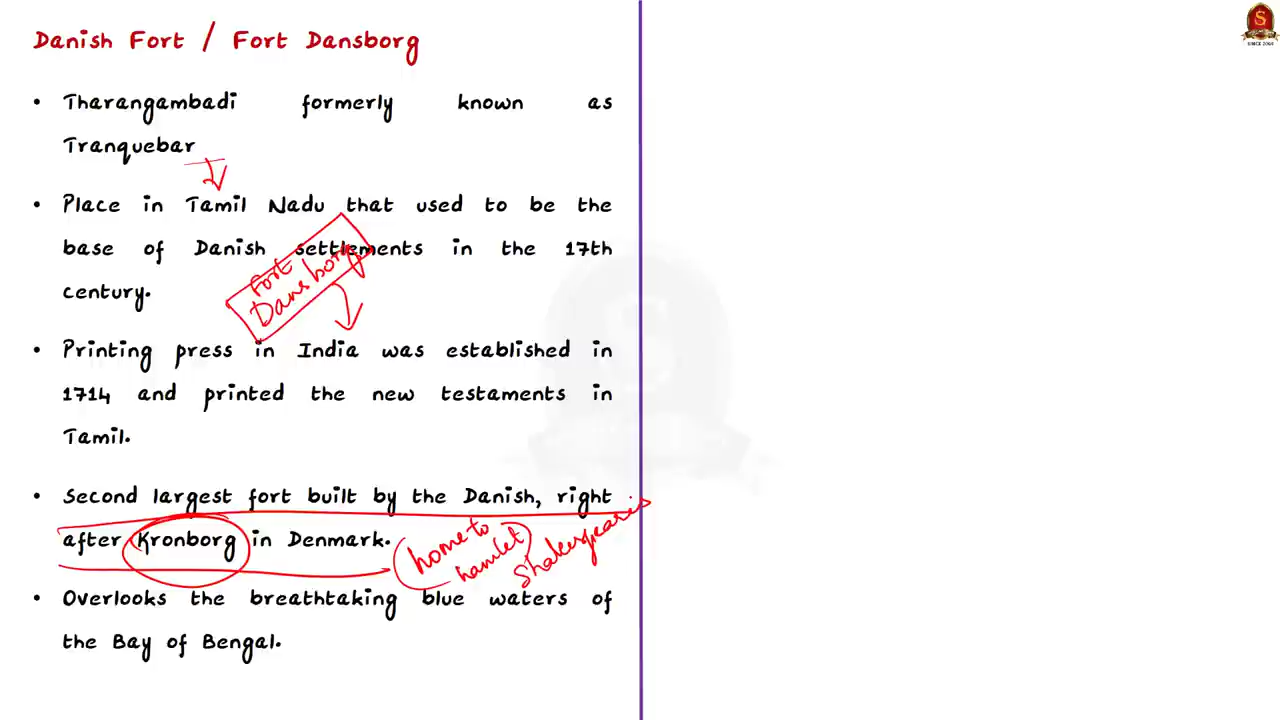 Danish Fort / Fort Dansborg
• Tharangambadi formerly known as
Tranquebar
• Place in Tamil Nadu that used to be the
base of Danish settlements in the 17th
century.
Fort
Dansborg
• Printing press in India was established in
1714 and printed the new testaments in
Tamil.
• Second largest fort built by the Danish, right
after Kronborg in Denmark.
home to
hamlet
• Overlooks the breathtaking blue waters of
the Bay of Bengal.
S
SINCE 2004